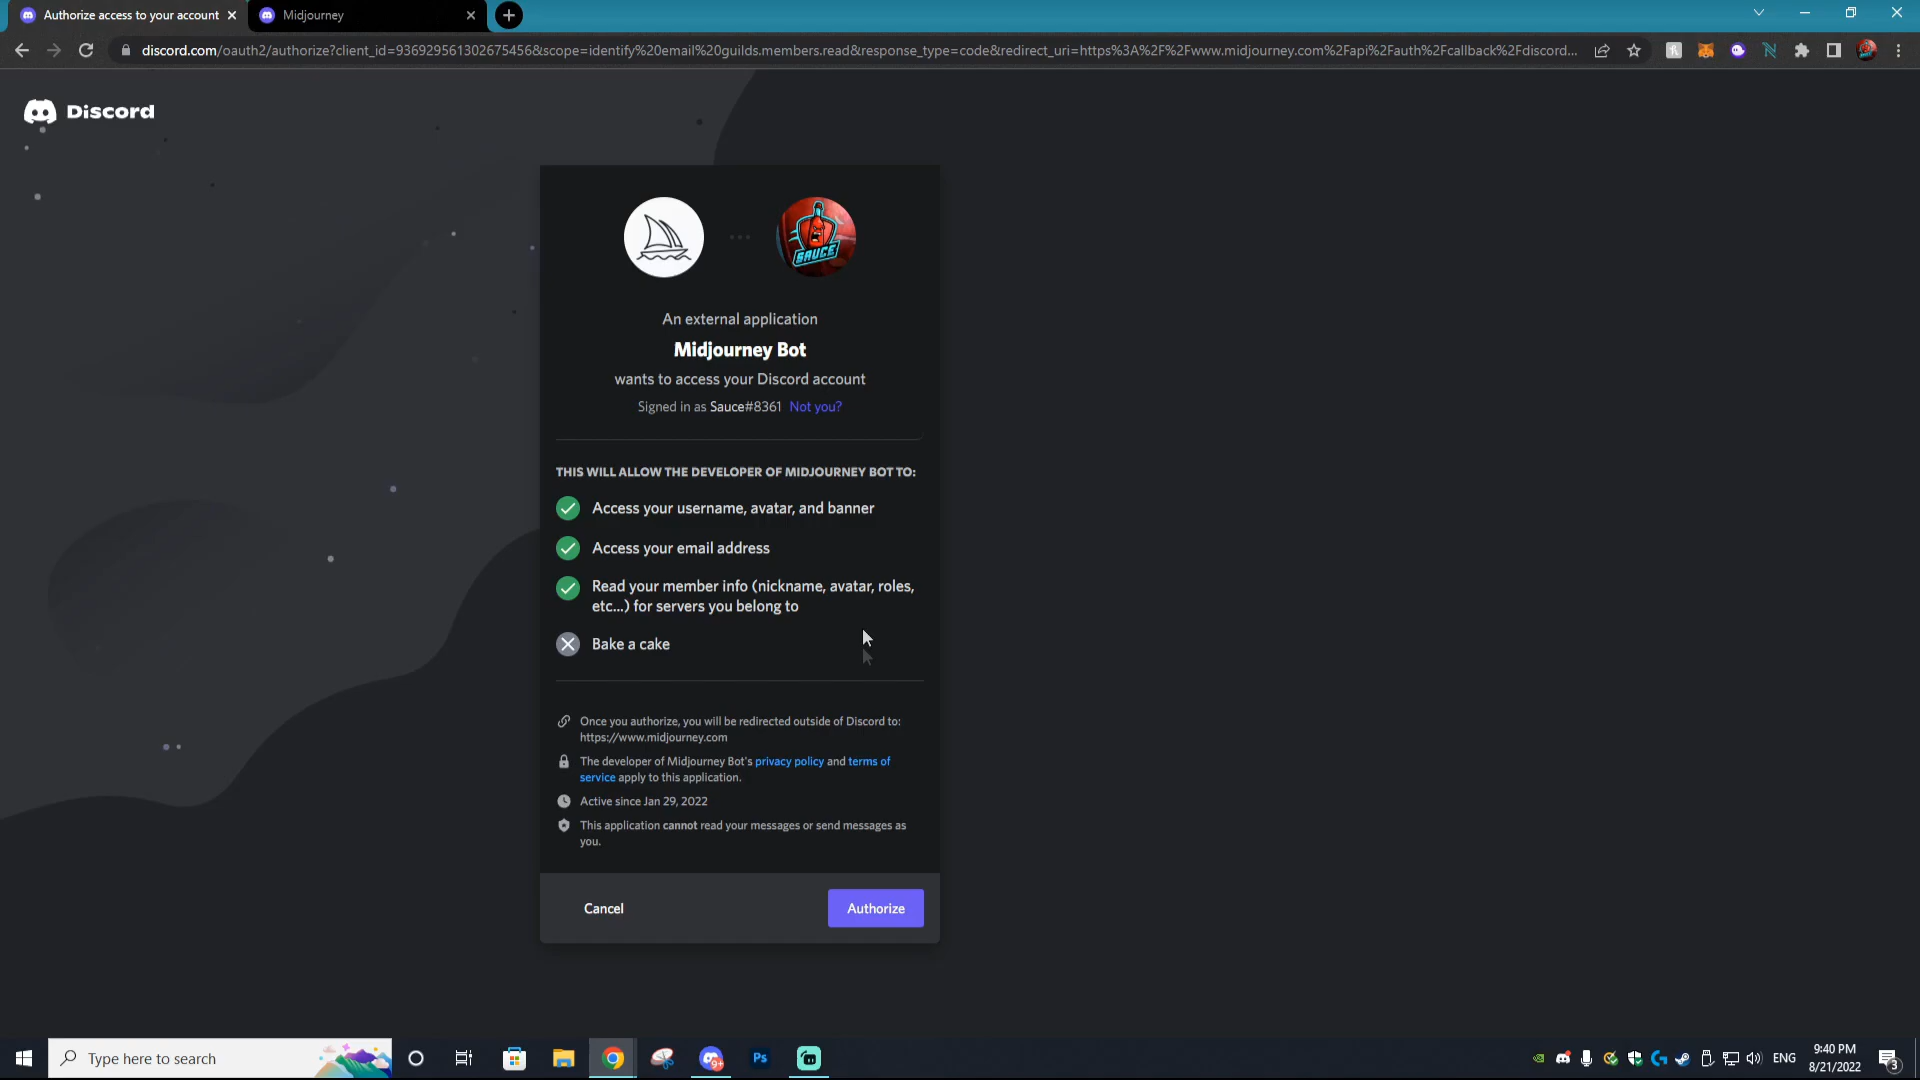 Authorize access to your account
Midjourney
discord.com/oauth2/authorize?client_id=936929561302675456&scope=identify%20email%20guilds.members.read&response_type=code&redirect_uri=https%3A%2F%2Fwww.midjourney.com%2Fapi%2Fauth%2Fcallback%2Fdiscord...
Discord
SAUCE
An external application
Midjourney Bot
wants to access your Discord account
Signed in as Sauce#8361 Not you?
THIS WILL ALLOW THE DEVELOPER OF MIDJOURNEY BOT TO:
Access your username, avatar, and banner
Access your email address
Read your member info (nickname, avatar, roles,
etc...) for servers you belong to
Bake a cake
Once you authorize, you will be redirected outside of Discord to:
https://www.midjourney.com
The developer of Midjourney Bot's privacy policy and terms of
service apply to this application.
Active since Jan 29, 2022
This application cannot read your messages or send messages as
you.
Cancel
Authorize
Type here to search
9+
Ps
ENG
9:40 PM
8/21/2022
3